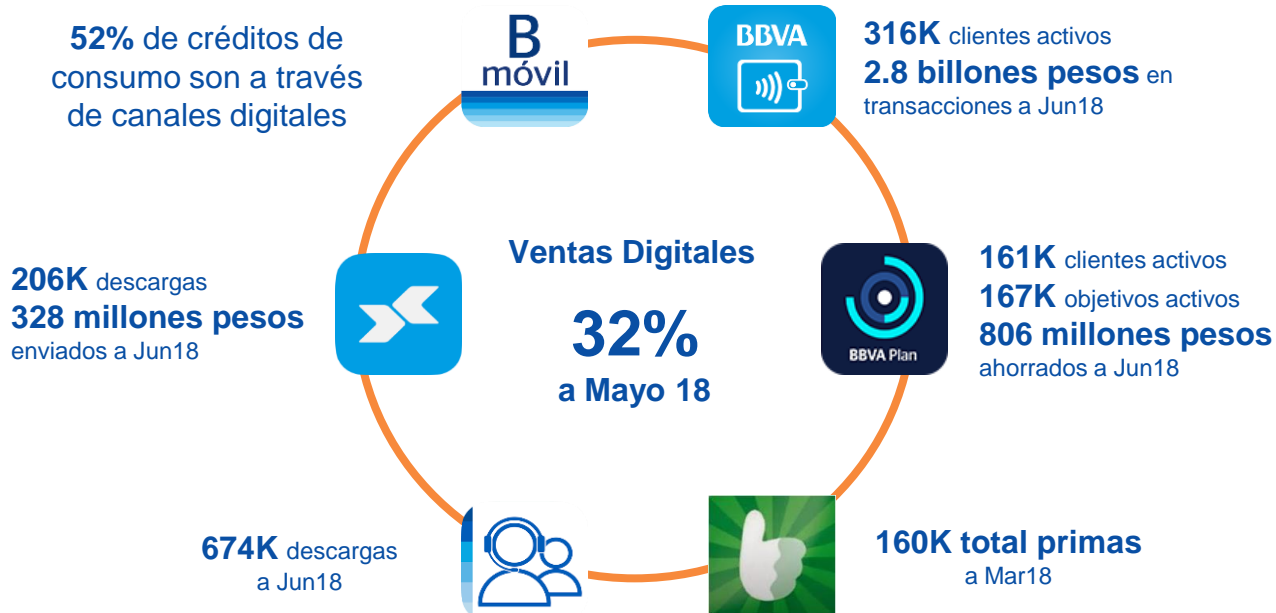 52% de créditos de
consumo son a través
de canales digitales
B
móvil
BBVA
316K clientes activos
2.8 billones pesos en
transacciones a Jun18
206K descargas
328 millones pesos
enviados a Jun18
Ventas Digitales
32%
a Mayo 18
BBVA Plan
161K clientes activos
167K objetivos activos
806 millones pesos
ahorrados a Jun18
674K descargas
a Jun18
160K total primas
a Mar18